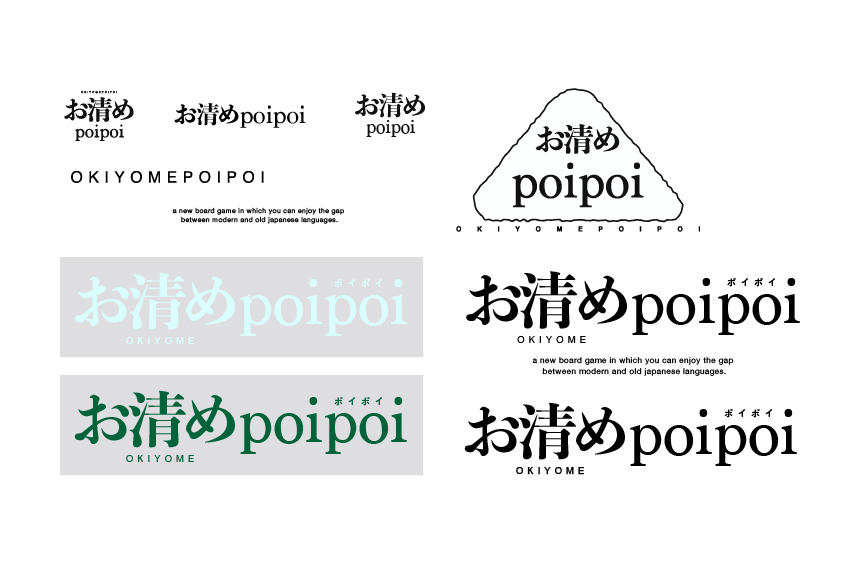 OKIYOMEPOIPOI
お清め
poipoi
お清めpoipoi
お清め
poipoi
OKIYOMEPOIPOI
a new board game in which you can enjoy the gap
between modern and old japanese languages.
お清め
poipoi
OKIYOMEPOIPOI
ポイポイ
お清めpoipoi
OKIYOME
ポイポイ
お清めpoipoi
OKIYOME
ポイポイ
お清めpoipoi
OKIYOME
a new board game in which you can enjoy the gap
between modern and old japanese languages.
ポイポイ
お清めpoipoi
OKIYOME